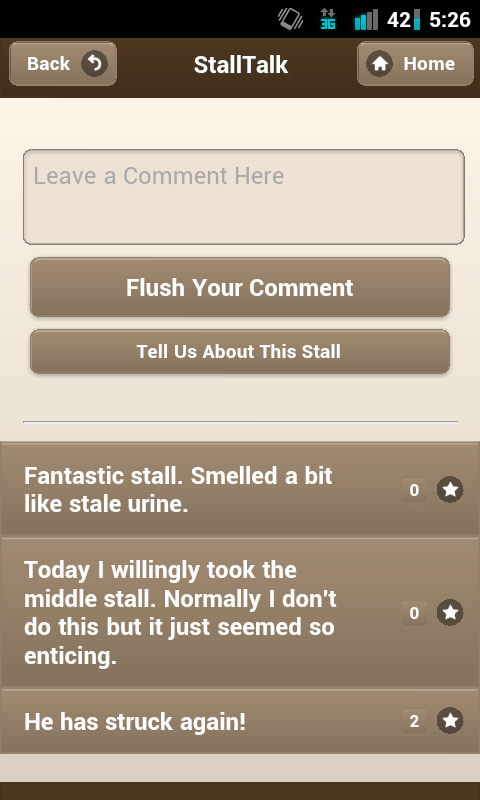 3G 42 5:26
Back StallTalk Home
Leave a Comment Here
Flush Your Comment
Tell Us About This Stall
Fantastic stall. Smelled a bit
like stale urine.
0
Today I willingly took the
middle stall. Normally I don't
do this but it just seemed so
enticing.
0
He has struck again!
2